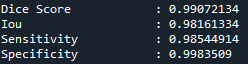 Dice Score : 0.99072134
Iou : 0.98161334
Sensitivity : 0.98544914
Specificity : 0.9983509